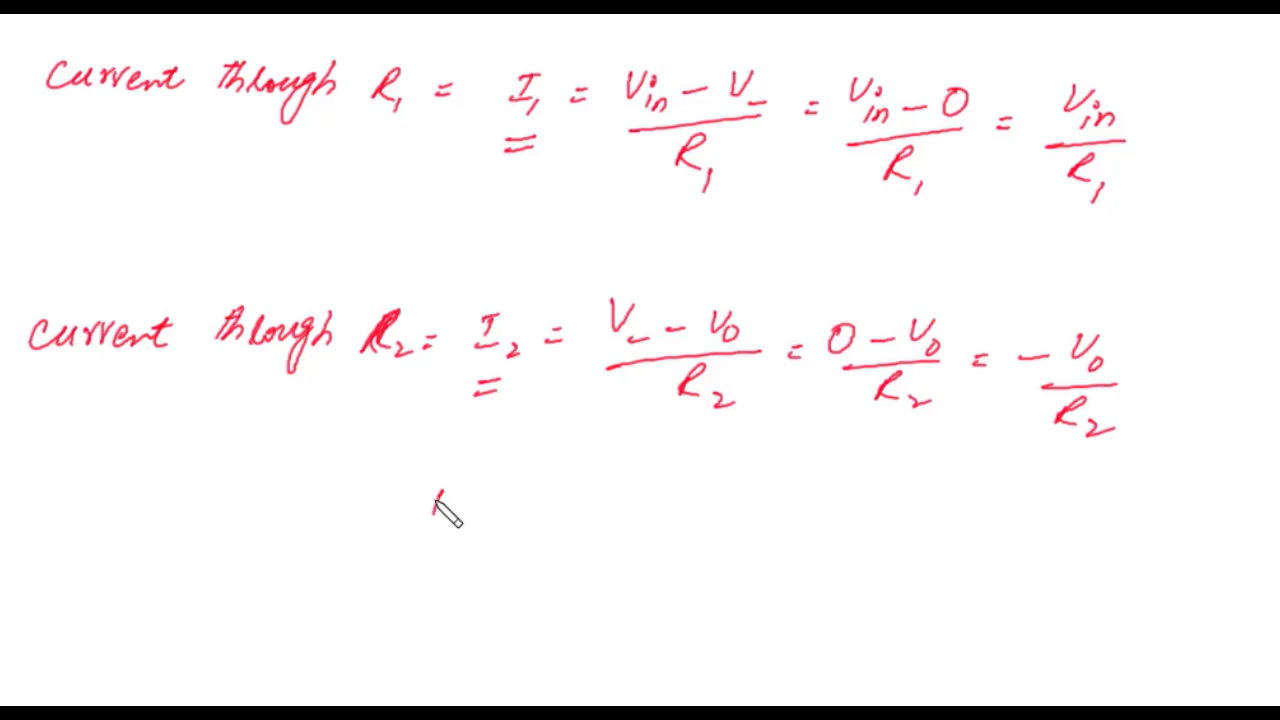 Current through R₁ = I₁ = (Vin − V₋)/R₁ = (Vin − 0)/R₁ = Vin/R₁
Current through R₂ = I₂ = (V₋ − V₀)/R₂ = (0 − V₀)/R₂ = − V₀/R₂